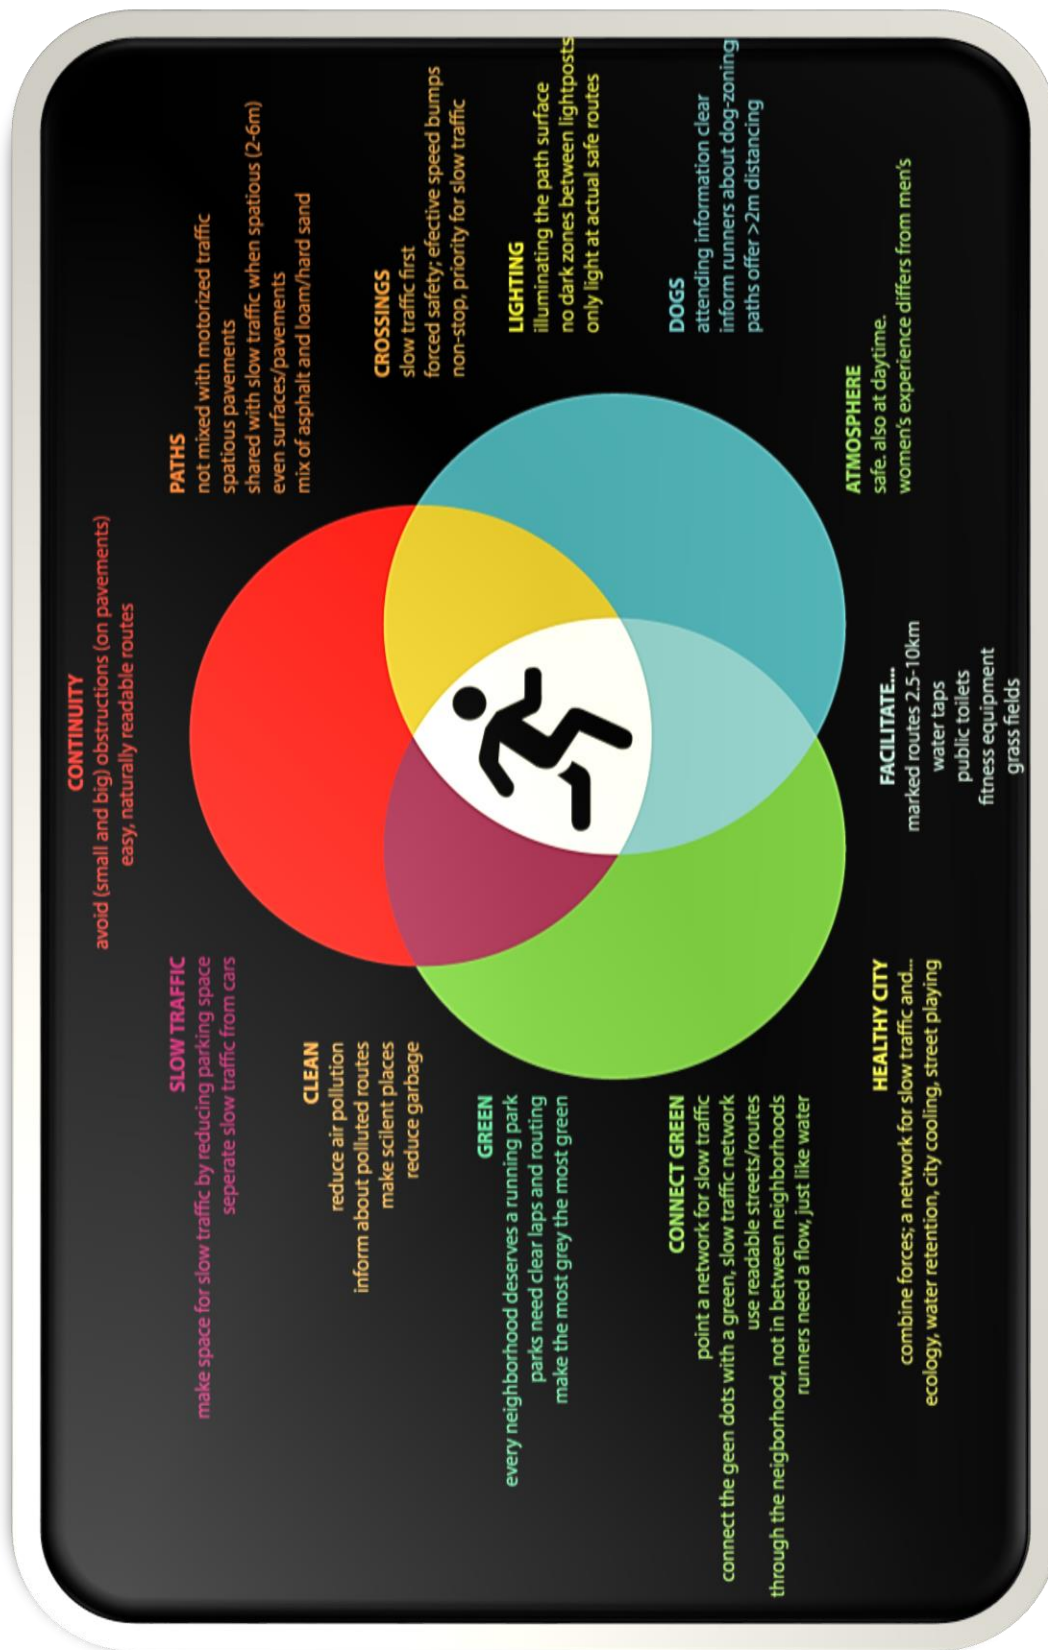 CONTINUITY
avoid (small and big) obstructions (on pavements)
easy, naturally readable routes
PATHS
not mixed with motorized traffic
spatious pavements
shared with slow traffic when spatious (2-6m)
even surfaces/pavements
mix of asphalt and loam/hard sand
CROSSINGS
slow traffic first
forced safety; efective speed bumps
non-stop, priority for slow traffic
LIGHTING
illuminating the path surface
no dark zones between lightposts
only light at actual safe routes
DOGS
attending information clear
inform runners about dog-zoning
paths offer >2m distancing
ATMOSPHERE
safe. also at daytime.
women's experience differs from men's
FACILITATE...
marked routes 2.5-10km
water taps
public toilets
fitness equipment
grass fields
HEALTHY CITY
combine forces; a network for slow traffic and...
ecology, water retention, city cooling, street playing
CONNECT GREEN
point a network for slow traffic
connect the geen dots with a green, slow traffic network
use readable streets/routes
through the neigborhood, not in between neighborhoods
runners need a flow, just like water
GREEN
every neighborhood deserves a running park
parks need clear laps and routing
make the most grey the most green
CLEAN
reduce air pollution
inform about polluted routes
make scilent places
reduce garbage
SLOW TRAFFIC
make space for slow traffic by reducing parking space
seperate slow traffic from cars